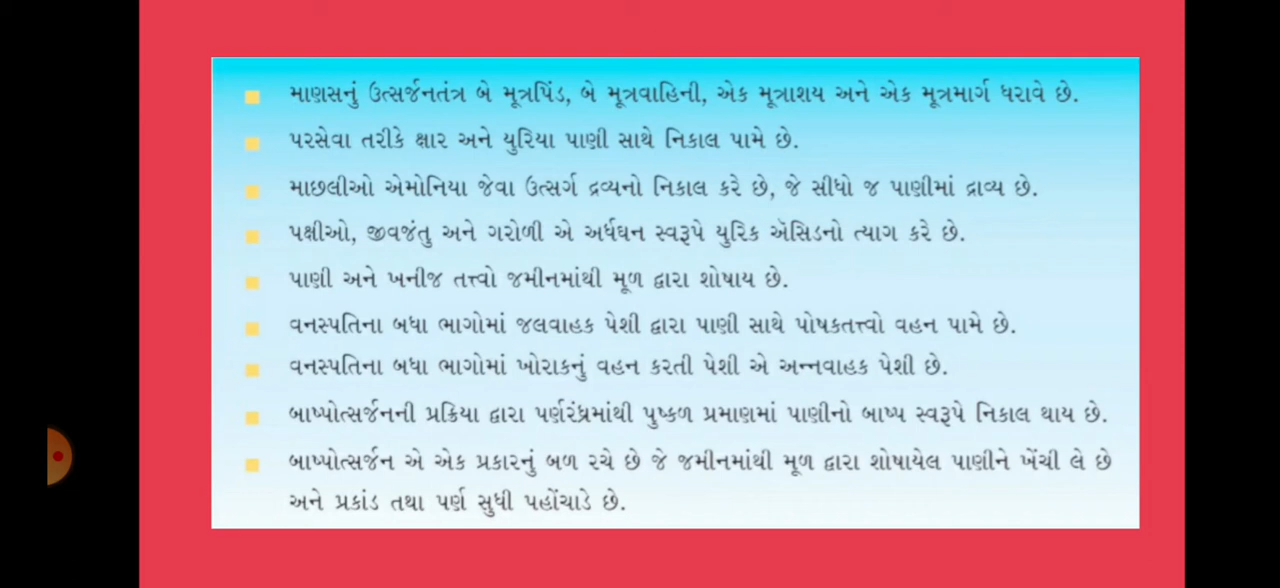 માણસનું ઉત્સર્જનતંત્ર બે મૂત્રપિંડ, બે મૂત્રવાહિની, એક મૂત્રાશય અને એક મૂત્રમાર્ગ ધરાવે છે.
પરસેવા તરીકે ક્ષાર અને યુરિયા પાણી સાથે નિકાલ પામે છે.
માછલીઓ એમોનિયા જેવા ઉત્સર્ગ દ્રવ્યનો નિકાલ કરે છે, જે સીધો જ પાણીમાં દ્રાવ્ય છે.
પક્ષીઓ, જીવજંતુ અને ગરોળી એ અર્ધઘન સ્વરૂપે યુરિક ઍસિડનો ત્યાગ કરે છે.
પાણી અને ખનીજ તત્ત્વો જમીનમાંથી મૂળ દ્વારા શોષાય છે.
વનસ્પતિના બધા ભાગોમાં જલવાહક પેશી દ્વારા પાણી સાથે પોષકતત્ત્વો વહન પામે છે.
વનસ્પતિના બધા ભાગોમાં ખોરાકનું વહન કરતી પેશી એ અન્નવાહક પેશી છે.
બાષ્પોત્સર્જનની પ્રક્રિયા દ્વારા પર્ણરંધ્રમાંથી પુષ્કળ પ્રમાણમાં પાણીનો બાષ્પ સ્વરૂપે નિકાલ થાય છે.
બાષ્પોત્સર્જન એ એક પ્રકારનું બળ રચે છે જે જમીનમાંથી મૂળ દ્વારા શોષાયેલ પાણીને ખેંચી લે છે
અને પ્રકાંડ તથા પર્ણ સુધી પહોંચાડે છે.